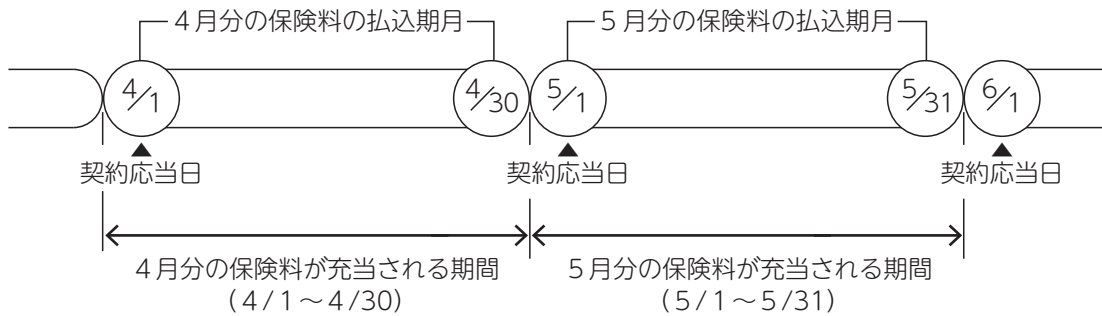 4月分の保険料の払込期月
5月分の保険料の払込期月
4/1
4/30
5/1
5/31
6/1
契約応当日
契約応当日
契約応当日
4月分の保険料が充当される期間
(4/1～4/30)
5月分の保険料が充当される期間
(5/1～5/31)